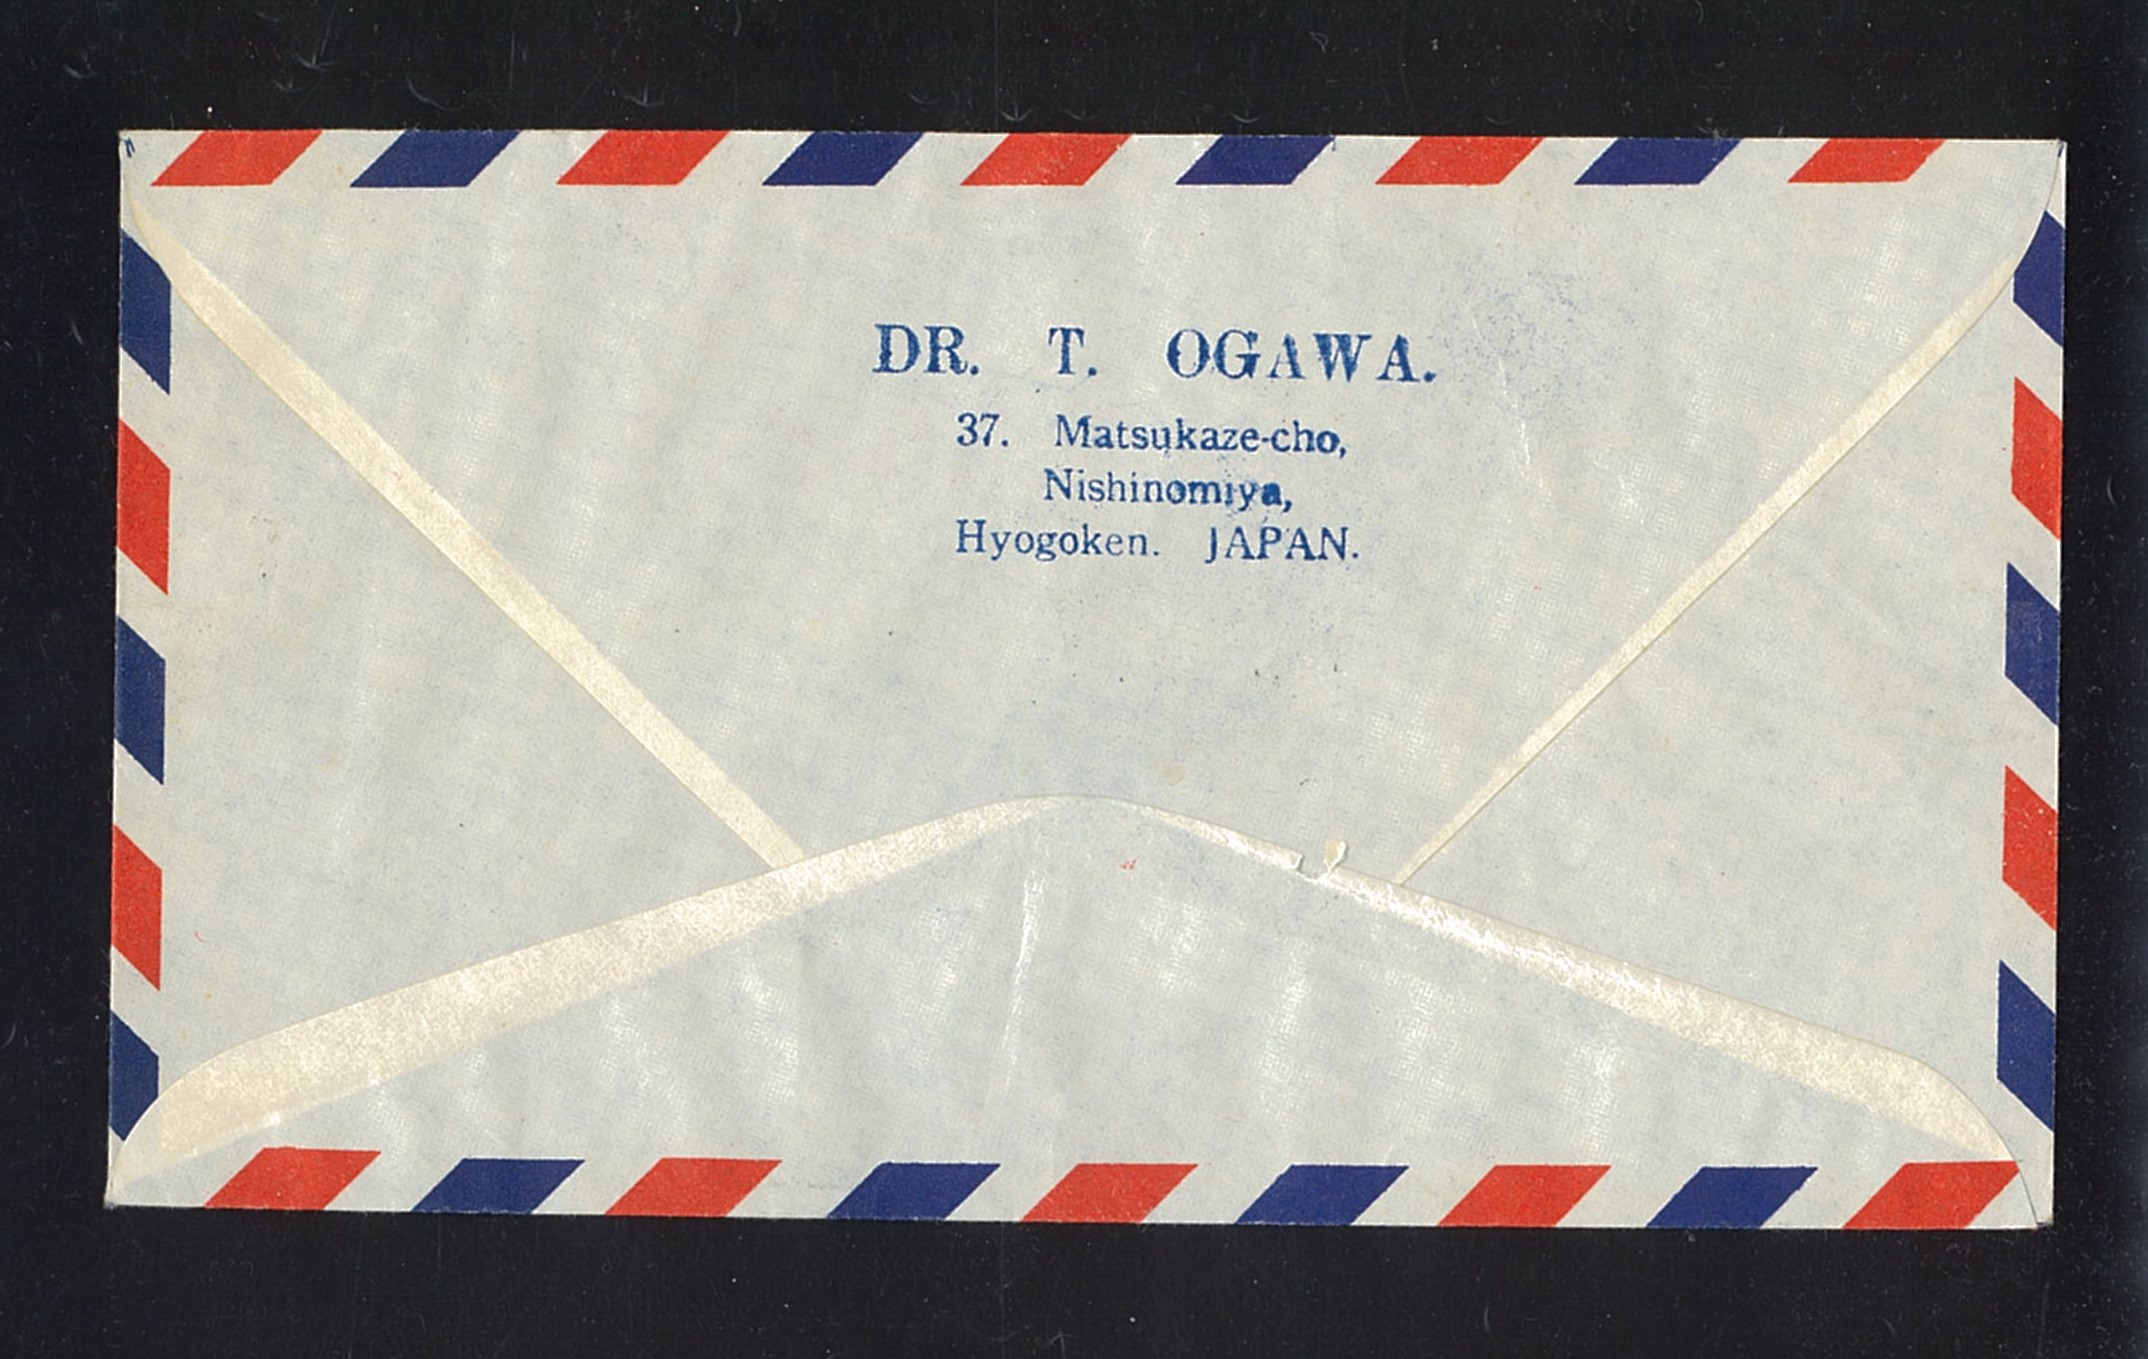 DR. T. OGAWA.
37. Matsukaze-cho,
Nishinomiya,
Hyogoken. JAPAN.